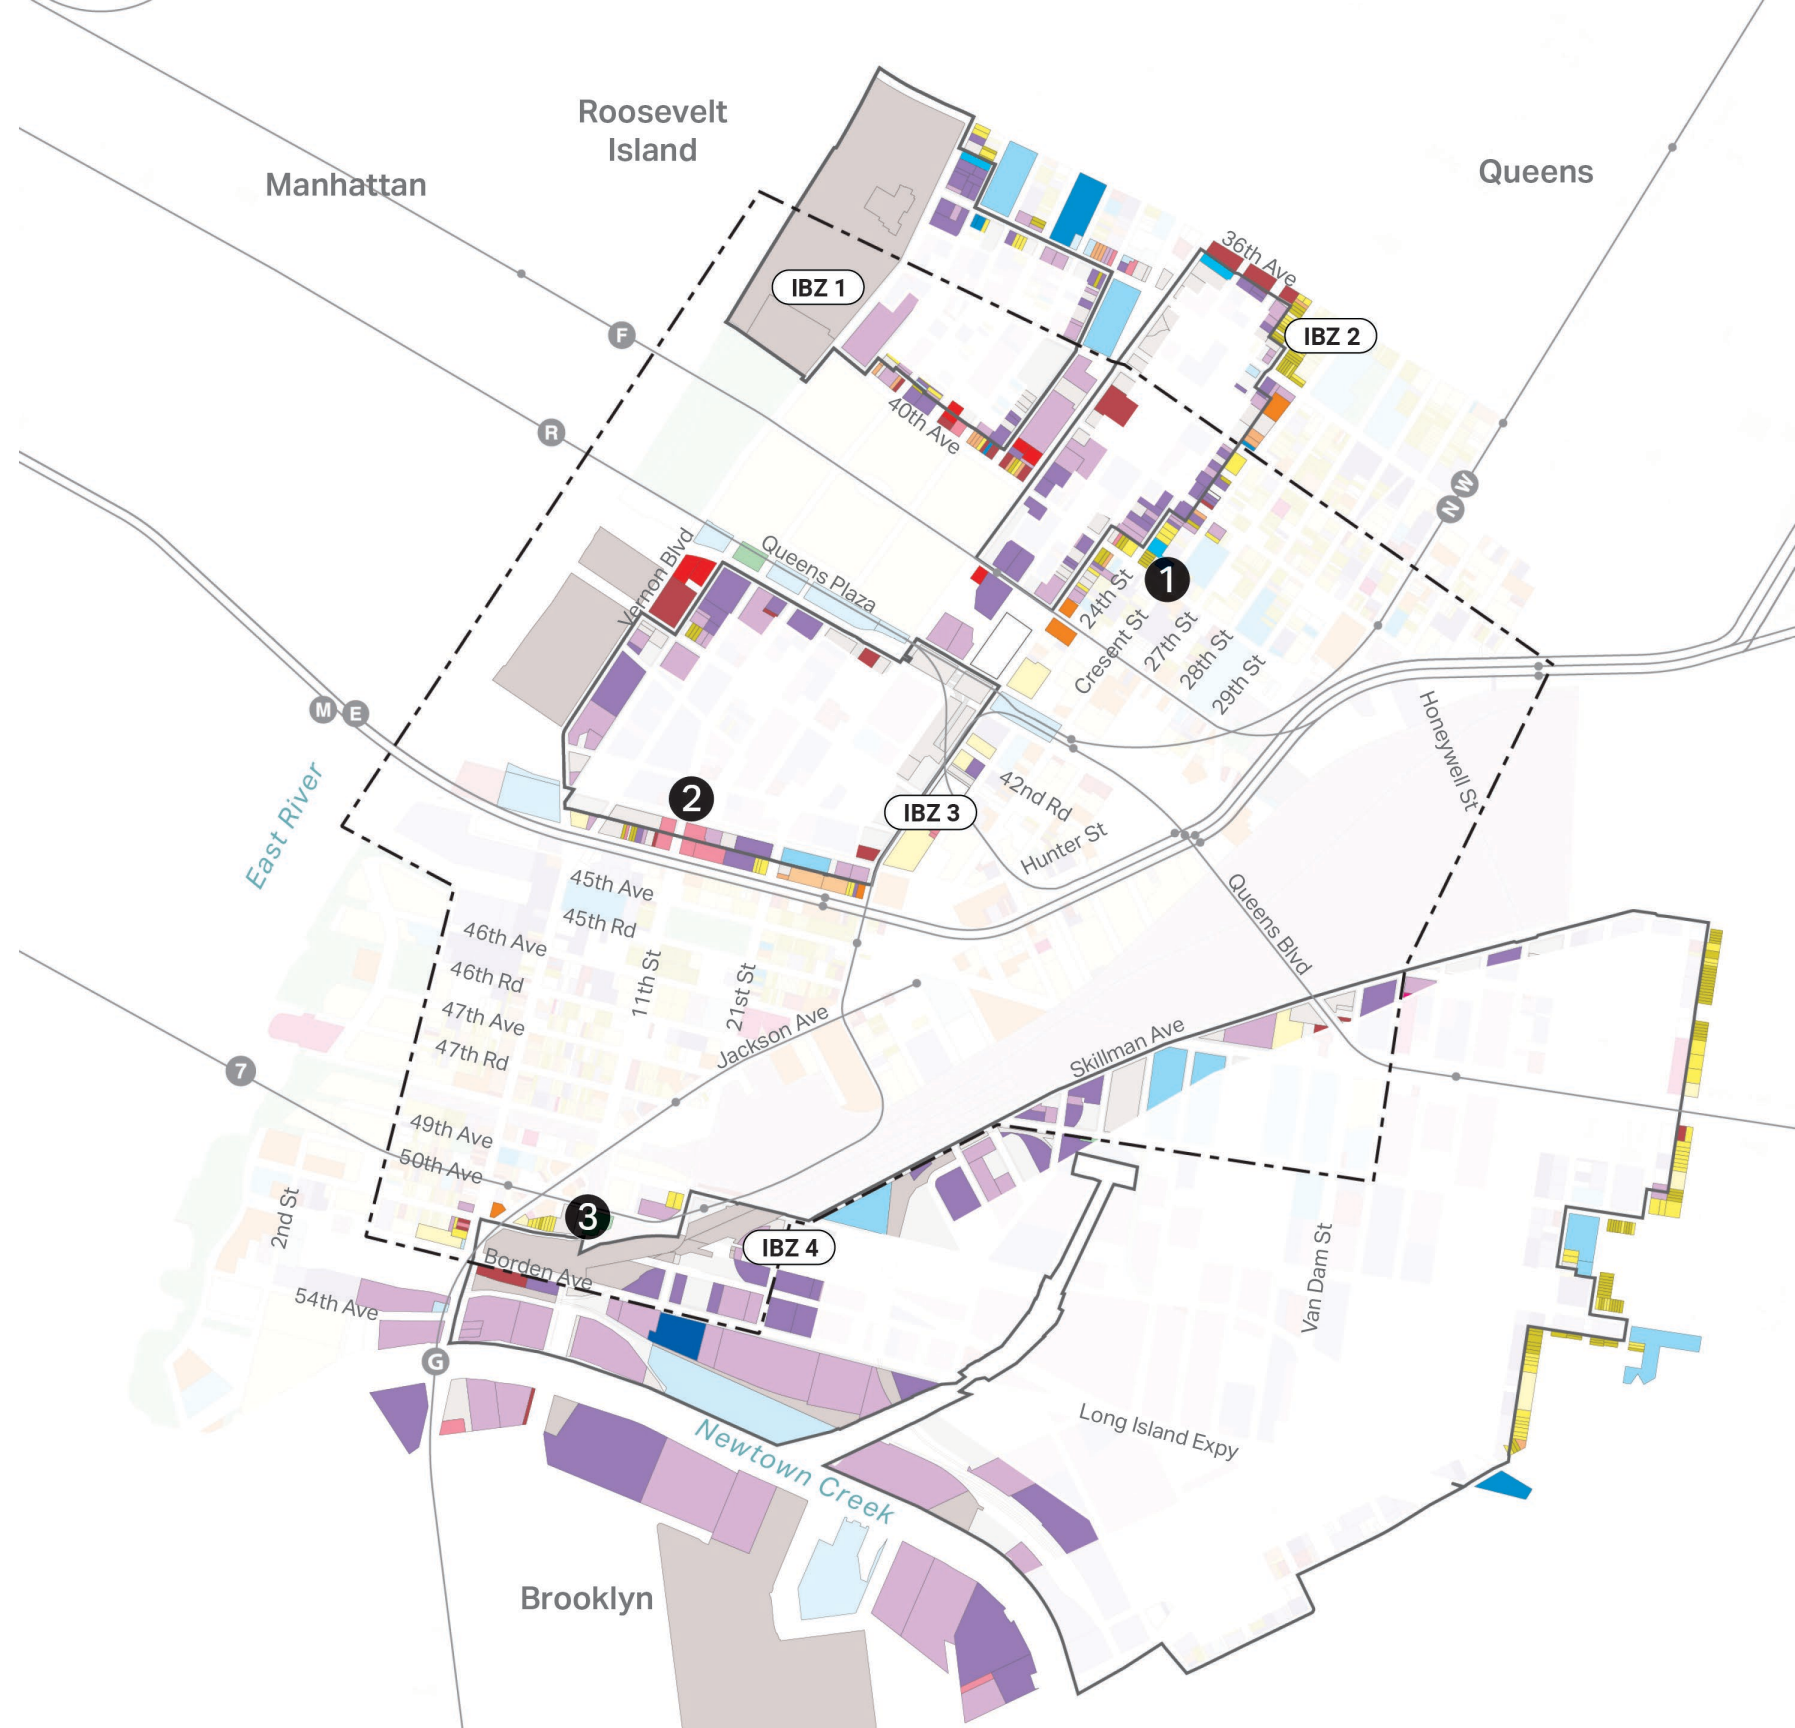 Roosevelt
Island
Manhattan
Queens
36th Ave
IBZ 1
IBZ 2
F
40th Ave
R
W
N
Vernon Blvd
Queens Plaza
1
24th St
Cresent St
27th St
28th St
29th St
M
E
Honeywell St
2
42nd Rd
IBZ 3
East River
Hunter St
45th Ave
45th Rd
Queens Blvd
46th Ave
46th Rd
11th St
21st St
47th Ave
Jackson Ave
47th Rd
Skillman Ave
7
49th Ave
50th Ave
2nd St
3
IBZ 4
Borden Ave
Van Dam St
54th Ave
G
Newtown Creek
Long Island Expy
Brooklyn